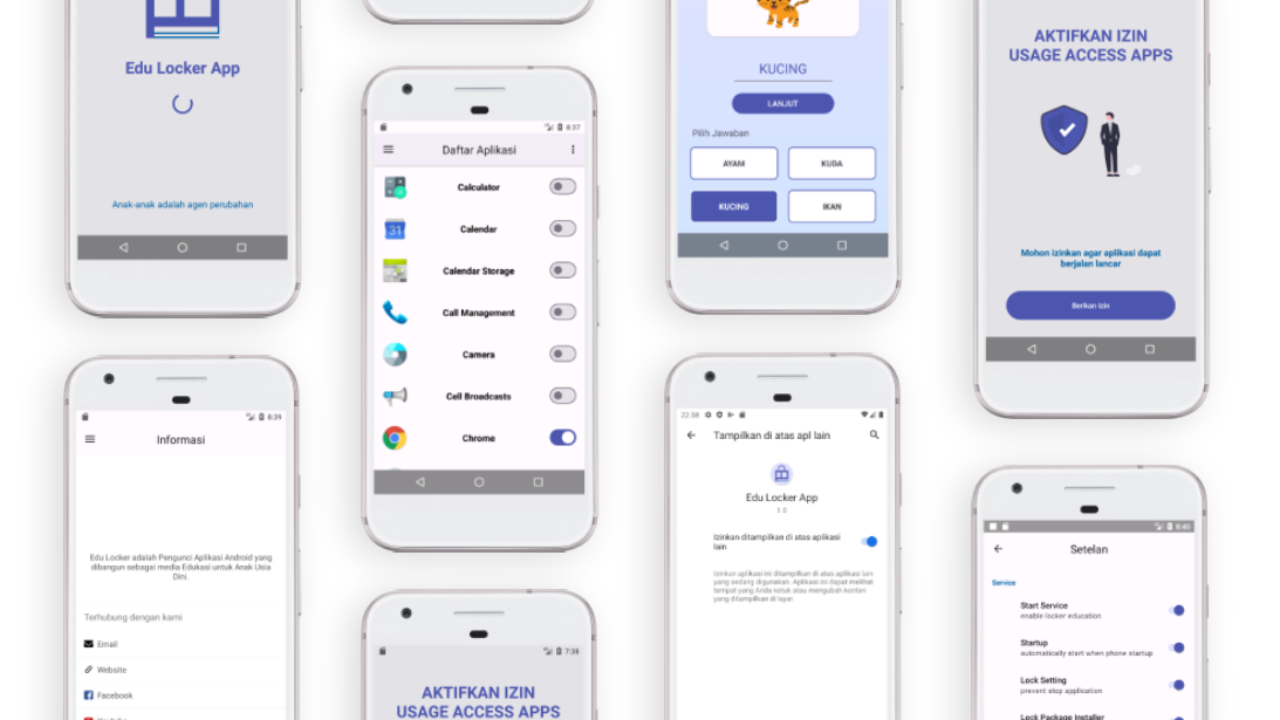 Edu Locker App
Anak-anak adalah agen perubahan
8:39
Informasi
Edu Locker adalah Pengunci Aplikasi Android yang
dibangun sebagai media Edukasi untuk Anak Usia
Dini.
Terhubung dengan kami
Email
Website
Facebook
8:37
Daftar Aplikasi
Calculator
31
Calendar
Calendar Storage
Call Management
Camera
Cell Broadcasts
Chrome
7:38
AKTIFKAN IZIN
USAGE ACCESS APPS
KUCING
LANJUT
Pilih Jawaban
AYAM
KUDA
KUCING
IKAN
22.58
Tampilkan di atas apl lain
Edu Locker App
1.0
Izinkan ditampilkan di atas aplikasi
lain
Izinkan aplikasi ini ditampilkan di atas aplikasi lain
yang sedang digunakan. Aplikasi ini dapat melihat
tempat yang Anda ketuk atau mengubah konten
yang ditampilkan di layar.
AKTIFKAN IZIN
USAGE ACCESS APPS
Mohon izinkan agar aplikasi dapat
berjalan lancar
Berikan Izin
8:40
Setelan
Service
Start Service
enable locker education
Startup
automatically start when phone startup
Lock Setting
prevent stop application
Lock Package Installer